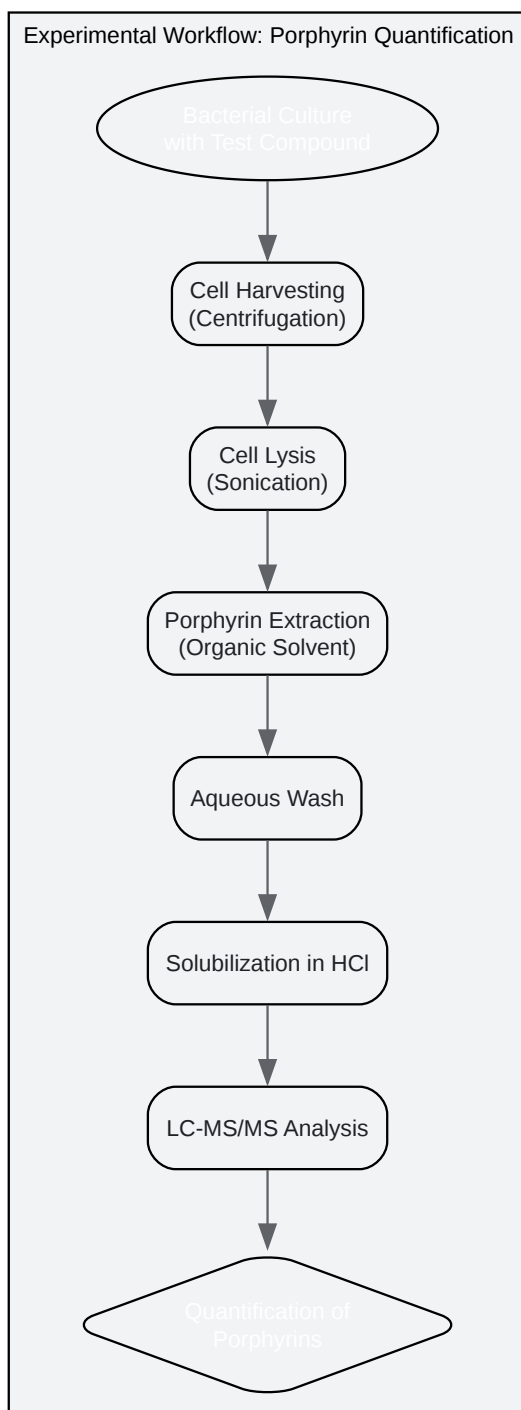 Experimental Workflow: Porphyrin Quantification
Bacterial Culture
with Test Compound
Cell Harvesting
(Centrifugation)
Cell Lysis
(Sonication)
Porphyrin Extraction
(Organic Solvent)
Aqueous Wash
Solubilization in HCl
LC-MS/MS Analysis
Quantification of
Porphyrins